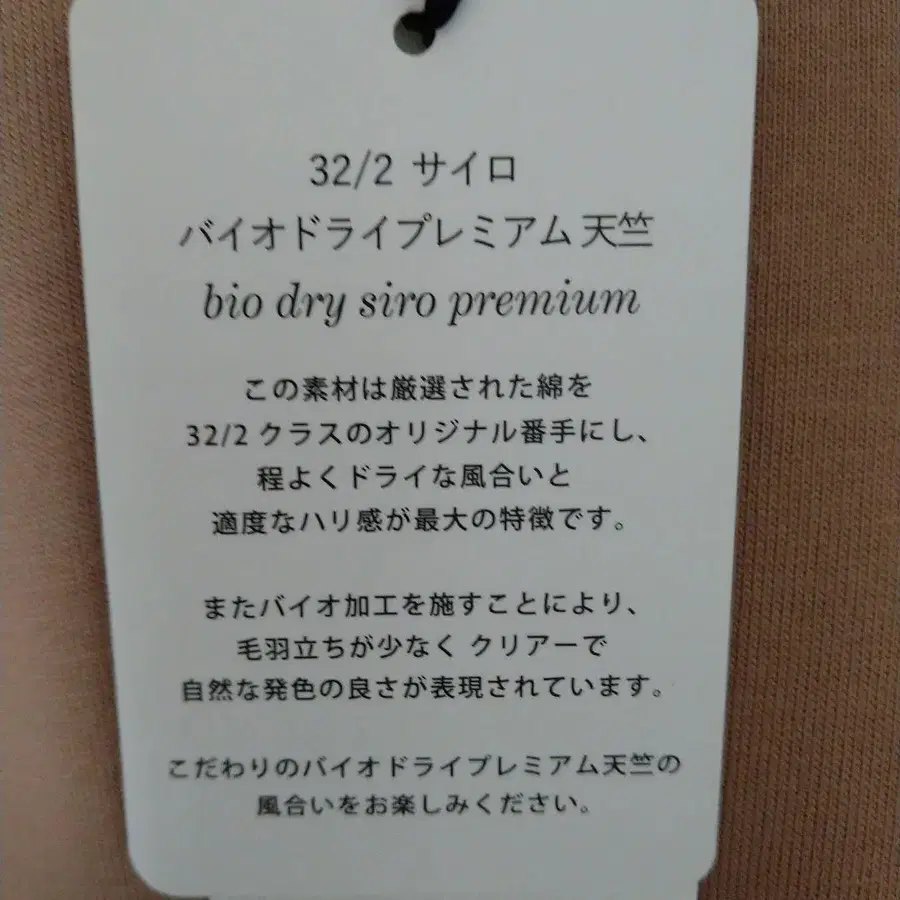 32/2 サイロ
バイオドライプレミアム 天竺
bio dry siro premium
この素材は厳選された綿を
32/2 クラスのオリジナル番手にし、
程よくドライな風合いと
適度なハリ感が最大の特徴です。
またバイオ加工を施すことにより、
毛羽立ちが少なく クリアーで
自然な発色の良さが表現されています。
こだわりのバイオドライプレミアム天竺の
風合いをお楽しみください。